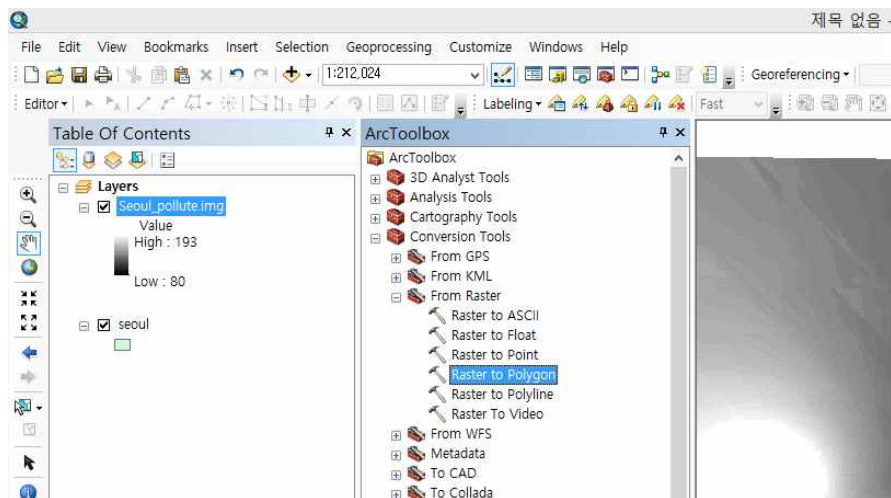 제목 없음 -
File Edit View Bookmarks Insert Selection Geoprocessing Customize Windows Help
1:212,024 Georeferencing
Editor Labeling Fast
Table Of Contents
Layers
Seoul_pollute.img
Value
High : 193
Low : 80
seoul
ArcToolbox
ArcToolbox
3D Analyst Tools
Analysis Tools
Cartography Tools
Conversion Tools
From GPS
From KML
From Raster
Raster to ASCII
Raster to Float
Raster to Point
Raster to Polygon
Raster to Polyline
Raster To Video
From WFS
Metadata
To CAD
To Collada